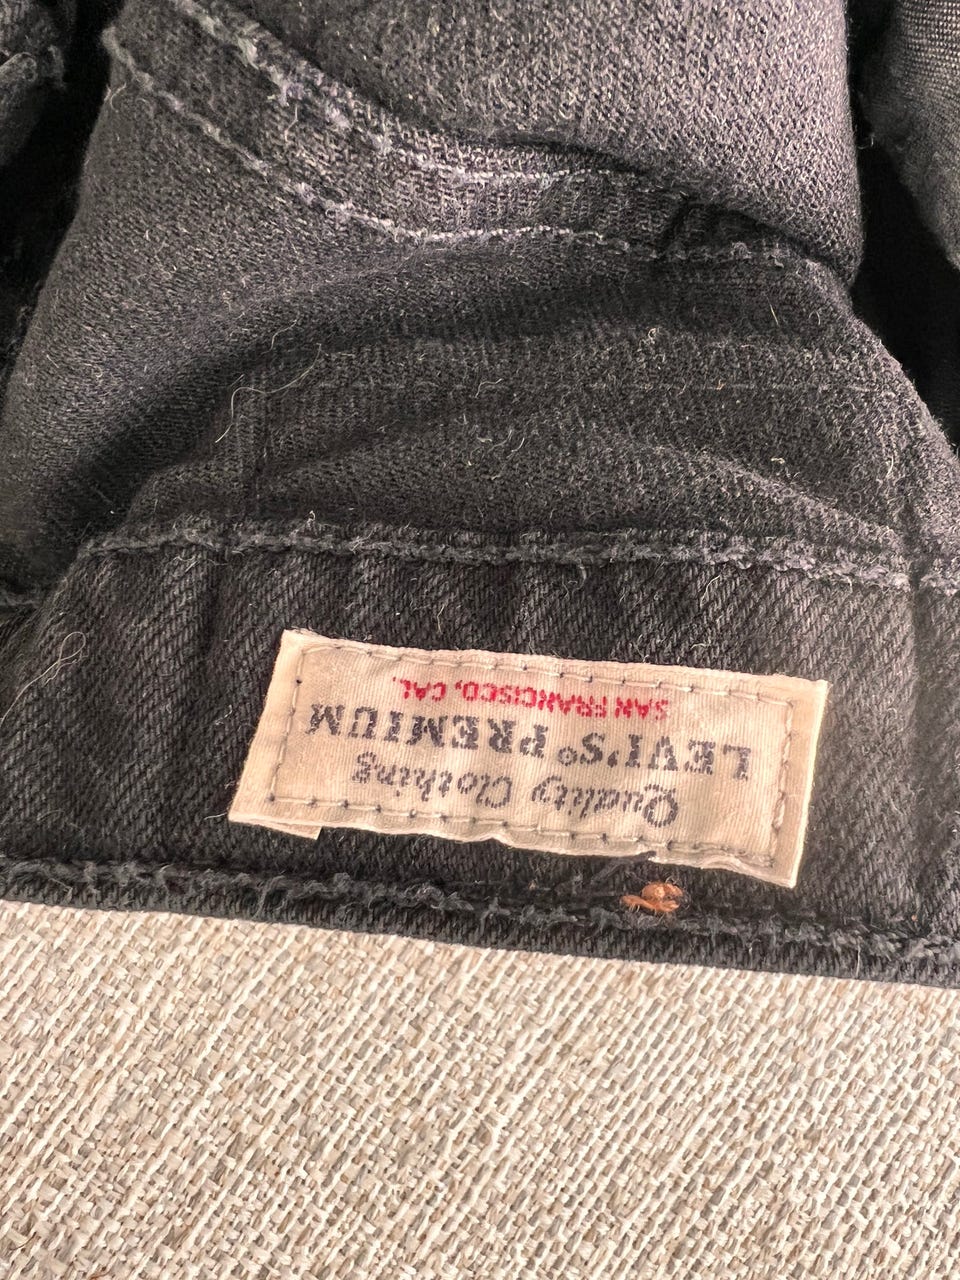 Quality Clothing
LEVI'S® PREMIUM
SAN FRANCISCO, CAL.